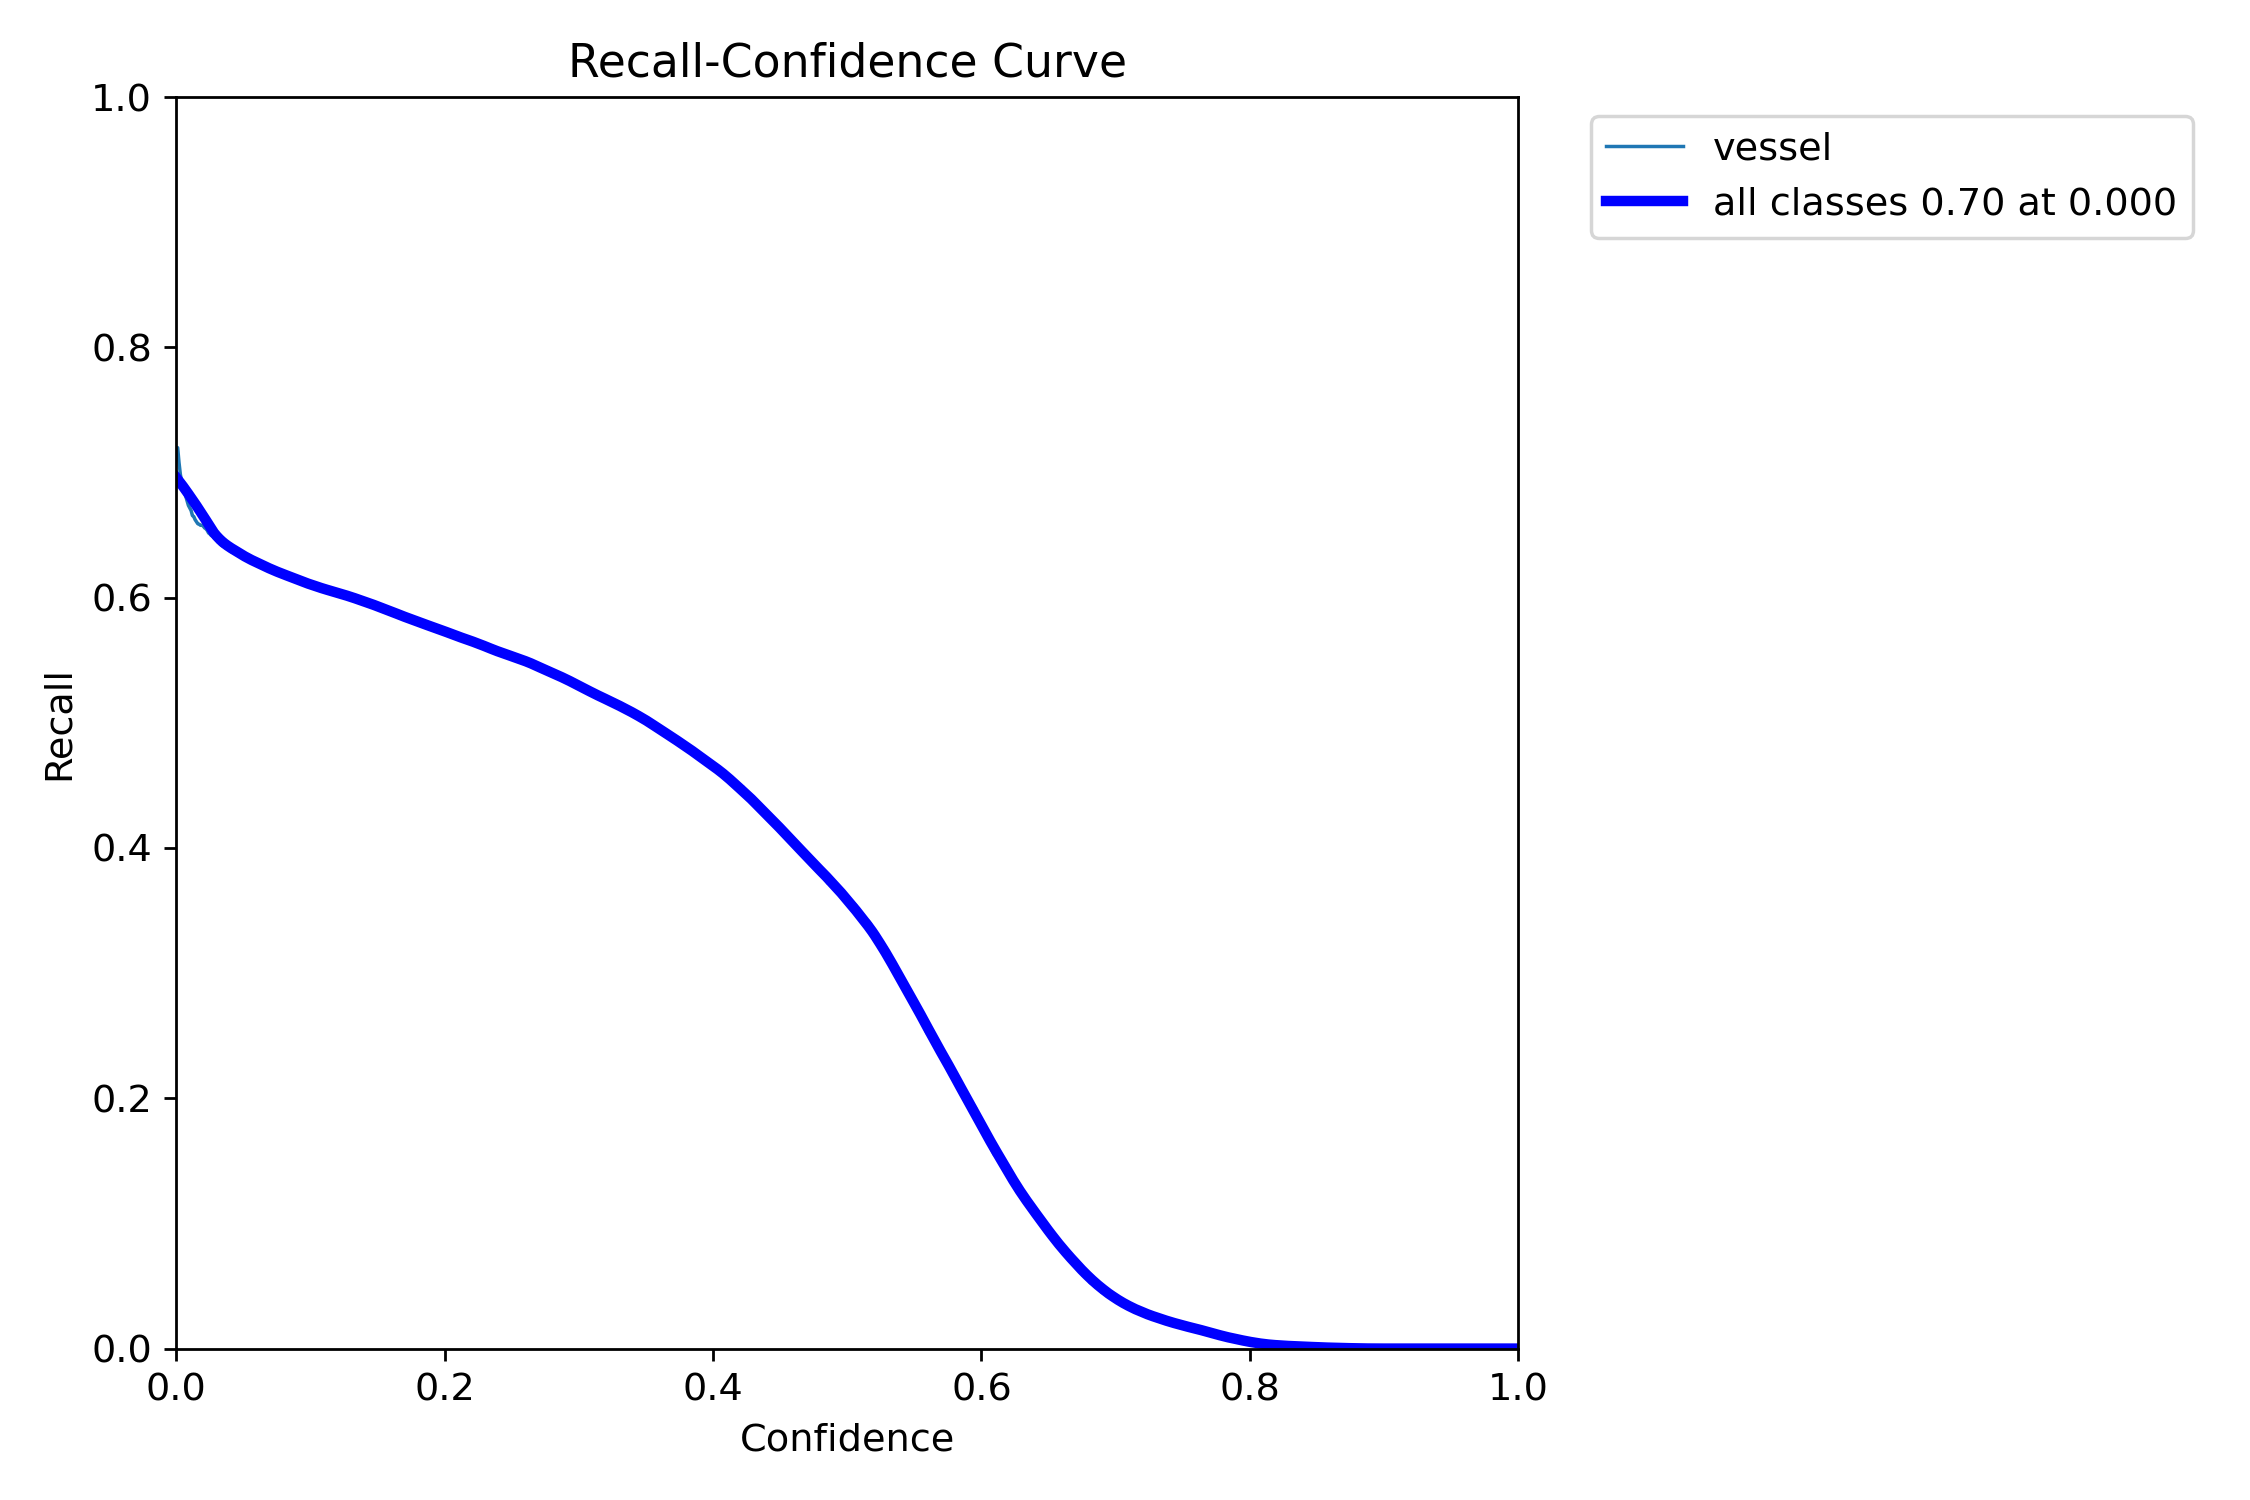 Recall-Confidence Curve
1.0
0.8
0.6
0.4
0.2
0.0
Recall
0.0 0.2 0.4 0.6 0.8 1.0
Confidence
vessel
all classes 0.70 at 0.000